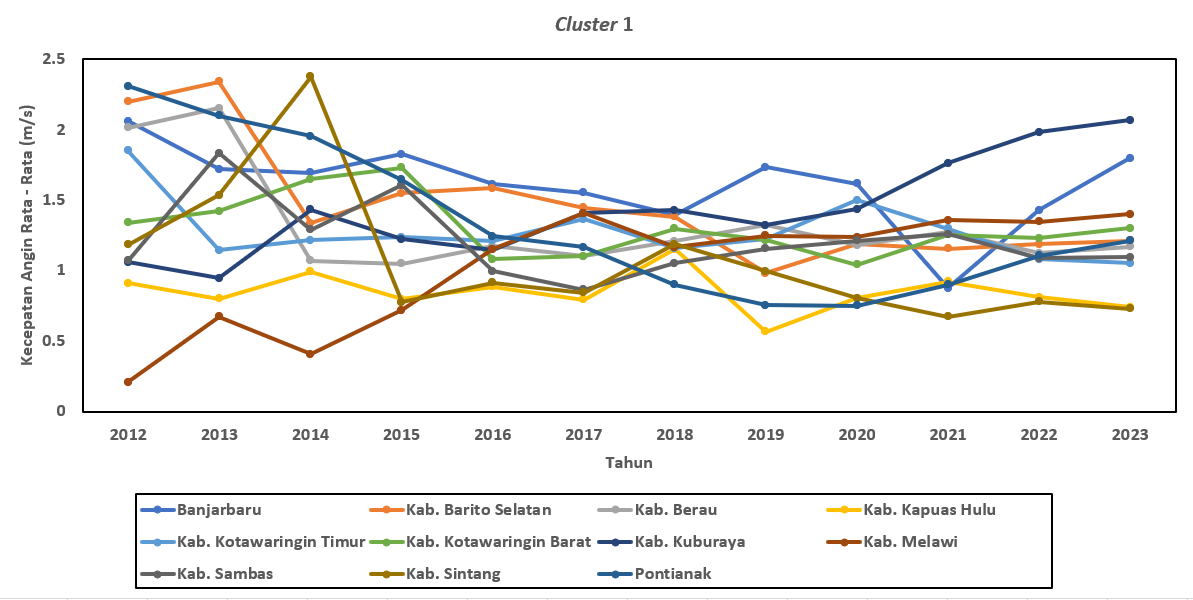 Cluster 1
Kecepatan Angin Rata - Rata (m/s)
2.5
2
1.5
1
0.5
0
2012 2013 2014 2015 2016 2017 2018 2019 2020 2021 2022 2023
Tahun
Banjarbaru Kab. Barito Selatan Kab. Berau Kab. Kapuas Hulu
Kab. Kotawaringin Timur Kab. Kotawaringin Barat Kab. Kuburaya Kab. Melawi
Kab. Sambas Kab. Sintang Pontianak